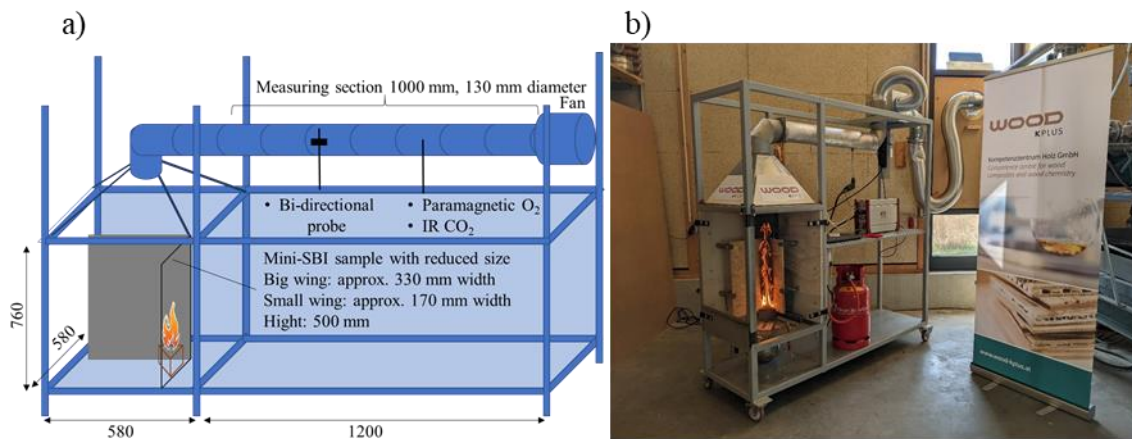 a)
Measuring section 1000 mm, 130 mm diameter
Fan
• Bi-directional
probe
• Paramagnetic O₂
• IR CO₂
Mini-SBI sample with reduced size
Big wing: approx. 330 mm width
Small wing: approx. 170 mm width
Hight: 500 mm
760
580
580
1200
b)
WOOD
KPLUS
Kompetenzzentrum Holz GmbH
Competence centre for wood
composites and wood chemistry
www.wood-kplus.at
WOOD
WOOD